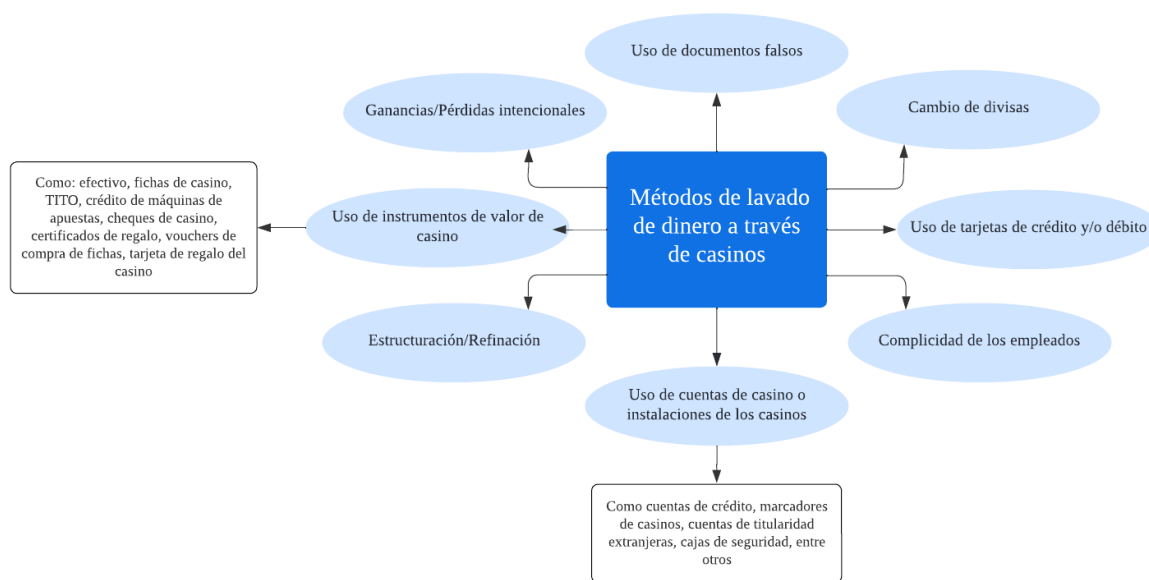 Uso de documentos falsos
Ganancias/Pérdidas intencionales
Cambio de divisas
Como: efectivo, fichas de casino,
TITO, crédito de máquinas de
apuestas, cheques de casino,
certificados de regalo, vouchers de
compra de fichas, tarjeta de regalo del
casino
Uso de instrumentos de valor de
casino
Métodos de lavado
de dinero a través
de casinos
Uso de tarjetas de crédito y/o débito
Estructuración/Refinación
Complicidad de los empleados
Uso de cuentas de casino o
instalaciones de los casinos
Como cuentas de crédito, marcadores
de casinos, cuentas de titularidad
extranjeras, cajas de seguridad, entre
otros